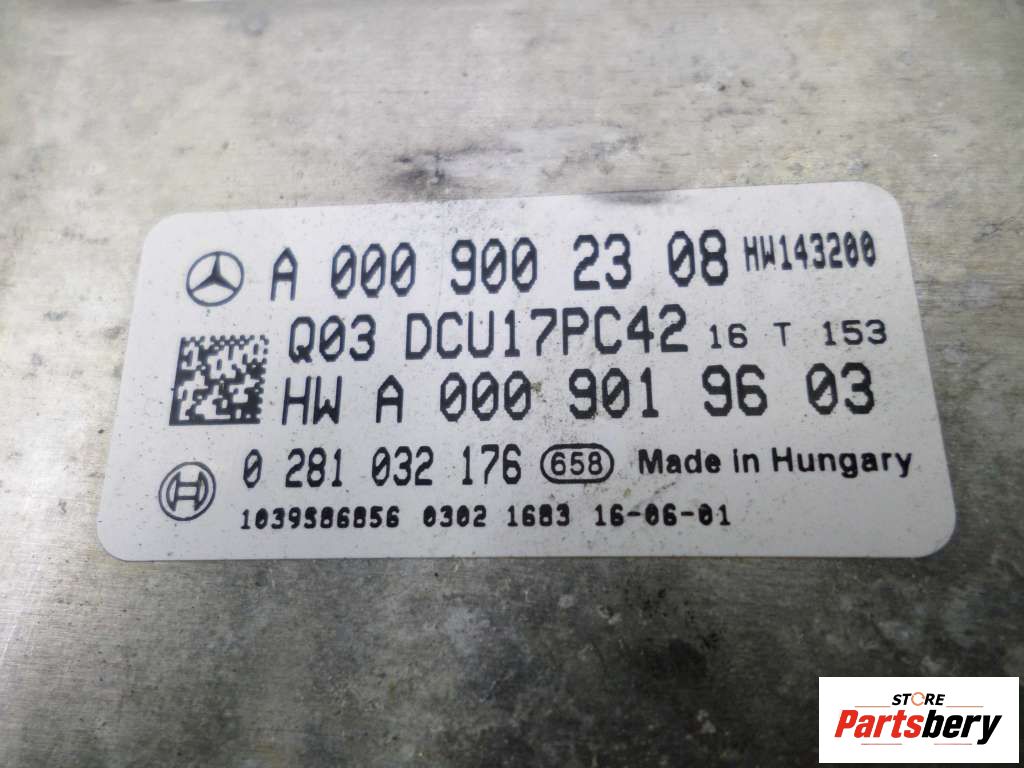 A 000 900 23 08 HW143200
Q03 DCU17PC42 16 T 153
HW A 000 901 96 03
0 281 032 176 658 Made in Hungary
1039S86856 0302 1683 16-06-01
STORE
Partsbery